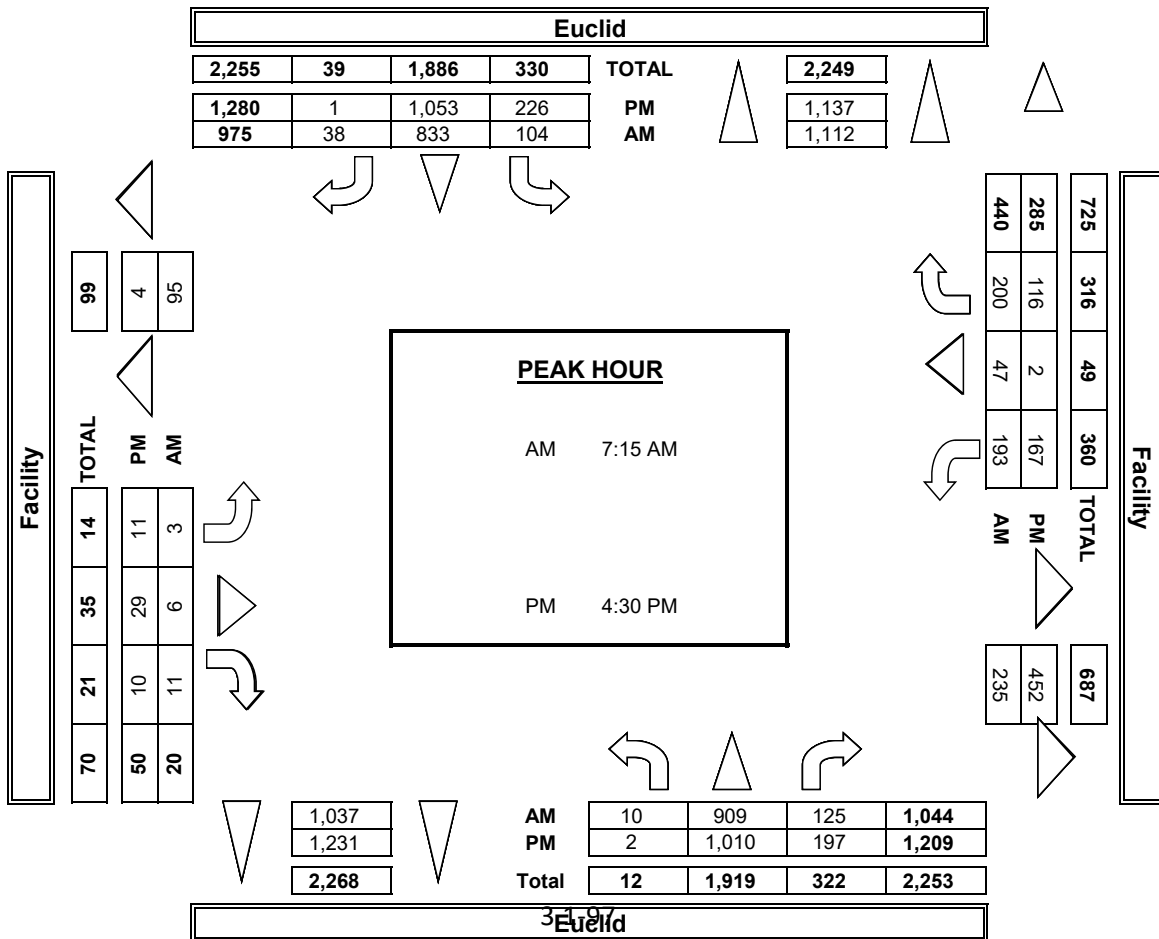 Euclid
2,255 39 1,886 330 TOTAL 2,249
1,280 1 1,053 226 PM 1,137
975 38 833 104 AM 1,112
Facility
99 4 95
TOTAL PM AM
14 11 3
35 29 6
21 10 11
70 50 20
PEAK HOUR
AM 7:15 AM
PM 4:30 PM
440 285 725
200 116 316
47 2 49
193 167 360
AM PM TOTAL
235 452 687
Facility
1,037 AM 10 909 125 1,044
1,231 PM 2 1,010 197 1,209
2,268 Total 12 1,919 322 2,253
Euclid
3-1-97